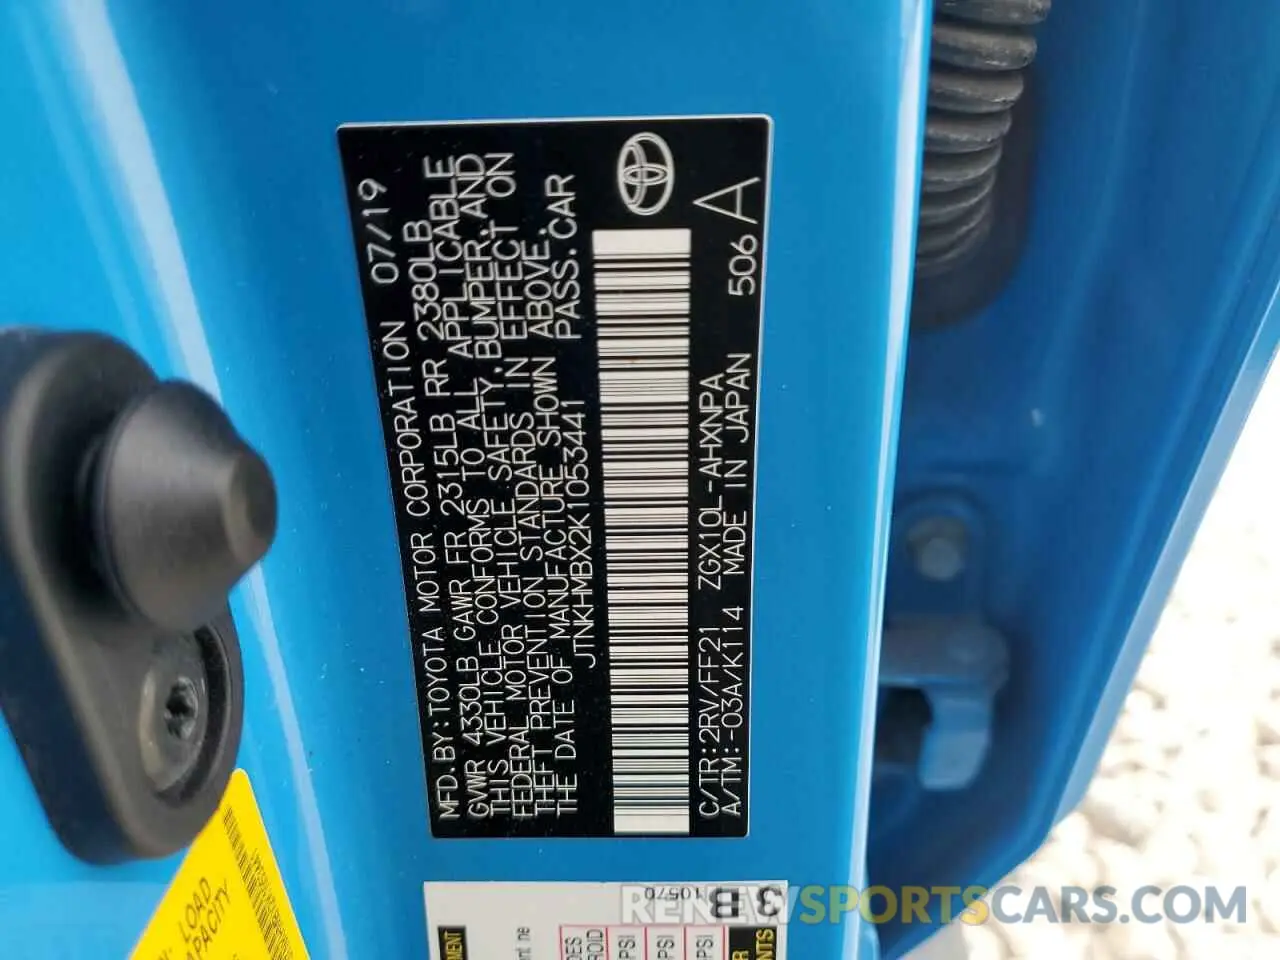 MFD.BY:TOYOTA MOTOR CORPORATION 07/19
GVWR 4330LB GAWR FR 2315LB RR 2380LB
THIS VEHICLE CONFORMS TO ALL APPLICABLE
FEDERAL MOTOR VEHICLE SAFETY,BUMPER,AND
THEFT PREVENTION STANDARDS IN EFFECT ON
THE DATE OF MANUFACTURE SHOWN ABOVE.
JTNKHMBX2K1053441 PASS.CAR
C/TR:2RV/FF21 ZGX10L-AHXNPA 506 A
A/TM:-03A/K114 MADE IN JAPAN
LOAD
3 B
10570
PSI
PSI
PSI
RENEWSPORTSCARS.COM